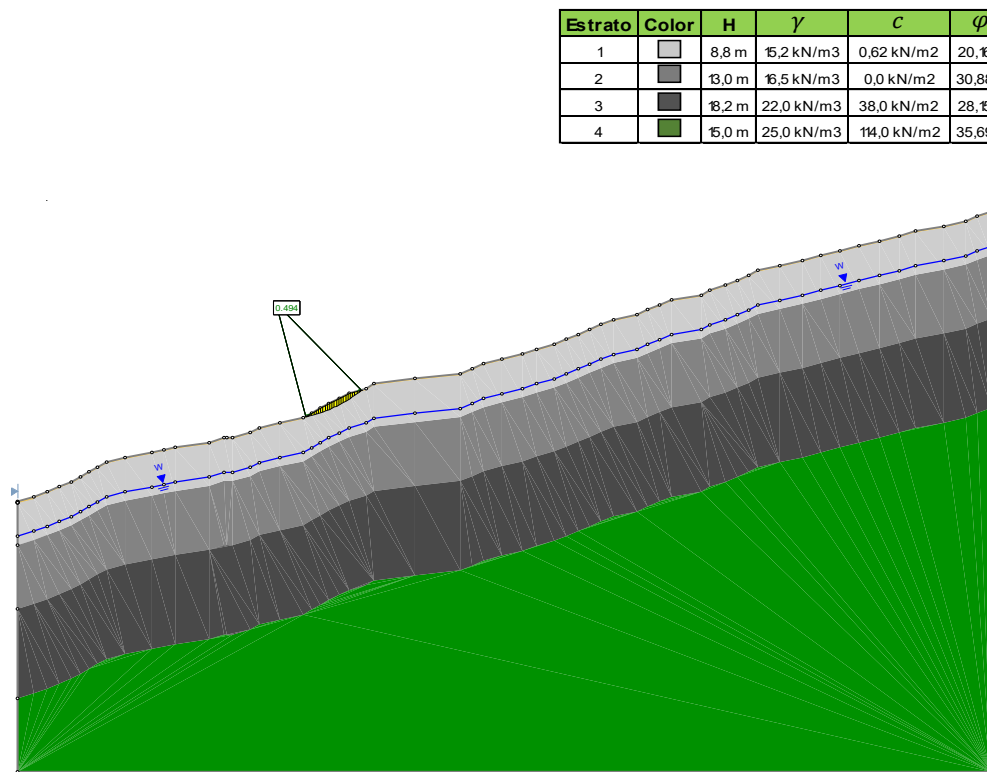 Estrato Color H γ c φ
1 8,8 m 15,2 kN/m3 0,62 kN/m2
2 13,0 m 16,5 kN/m3 0,0 kN/m2
3 18,2 m 22,0 kN/m3 38,0 kN/m2
4 15,0 m 25,0 kN/m3 114,0 kN/m2
W
0.494
W